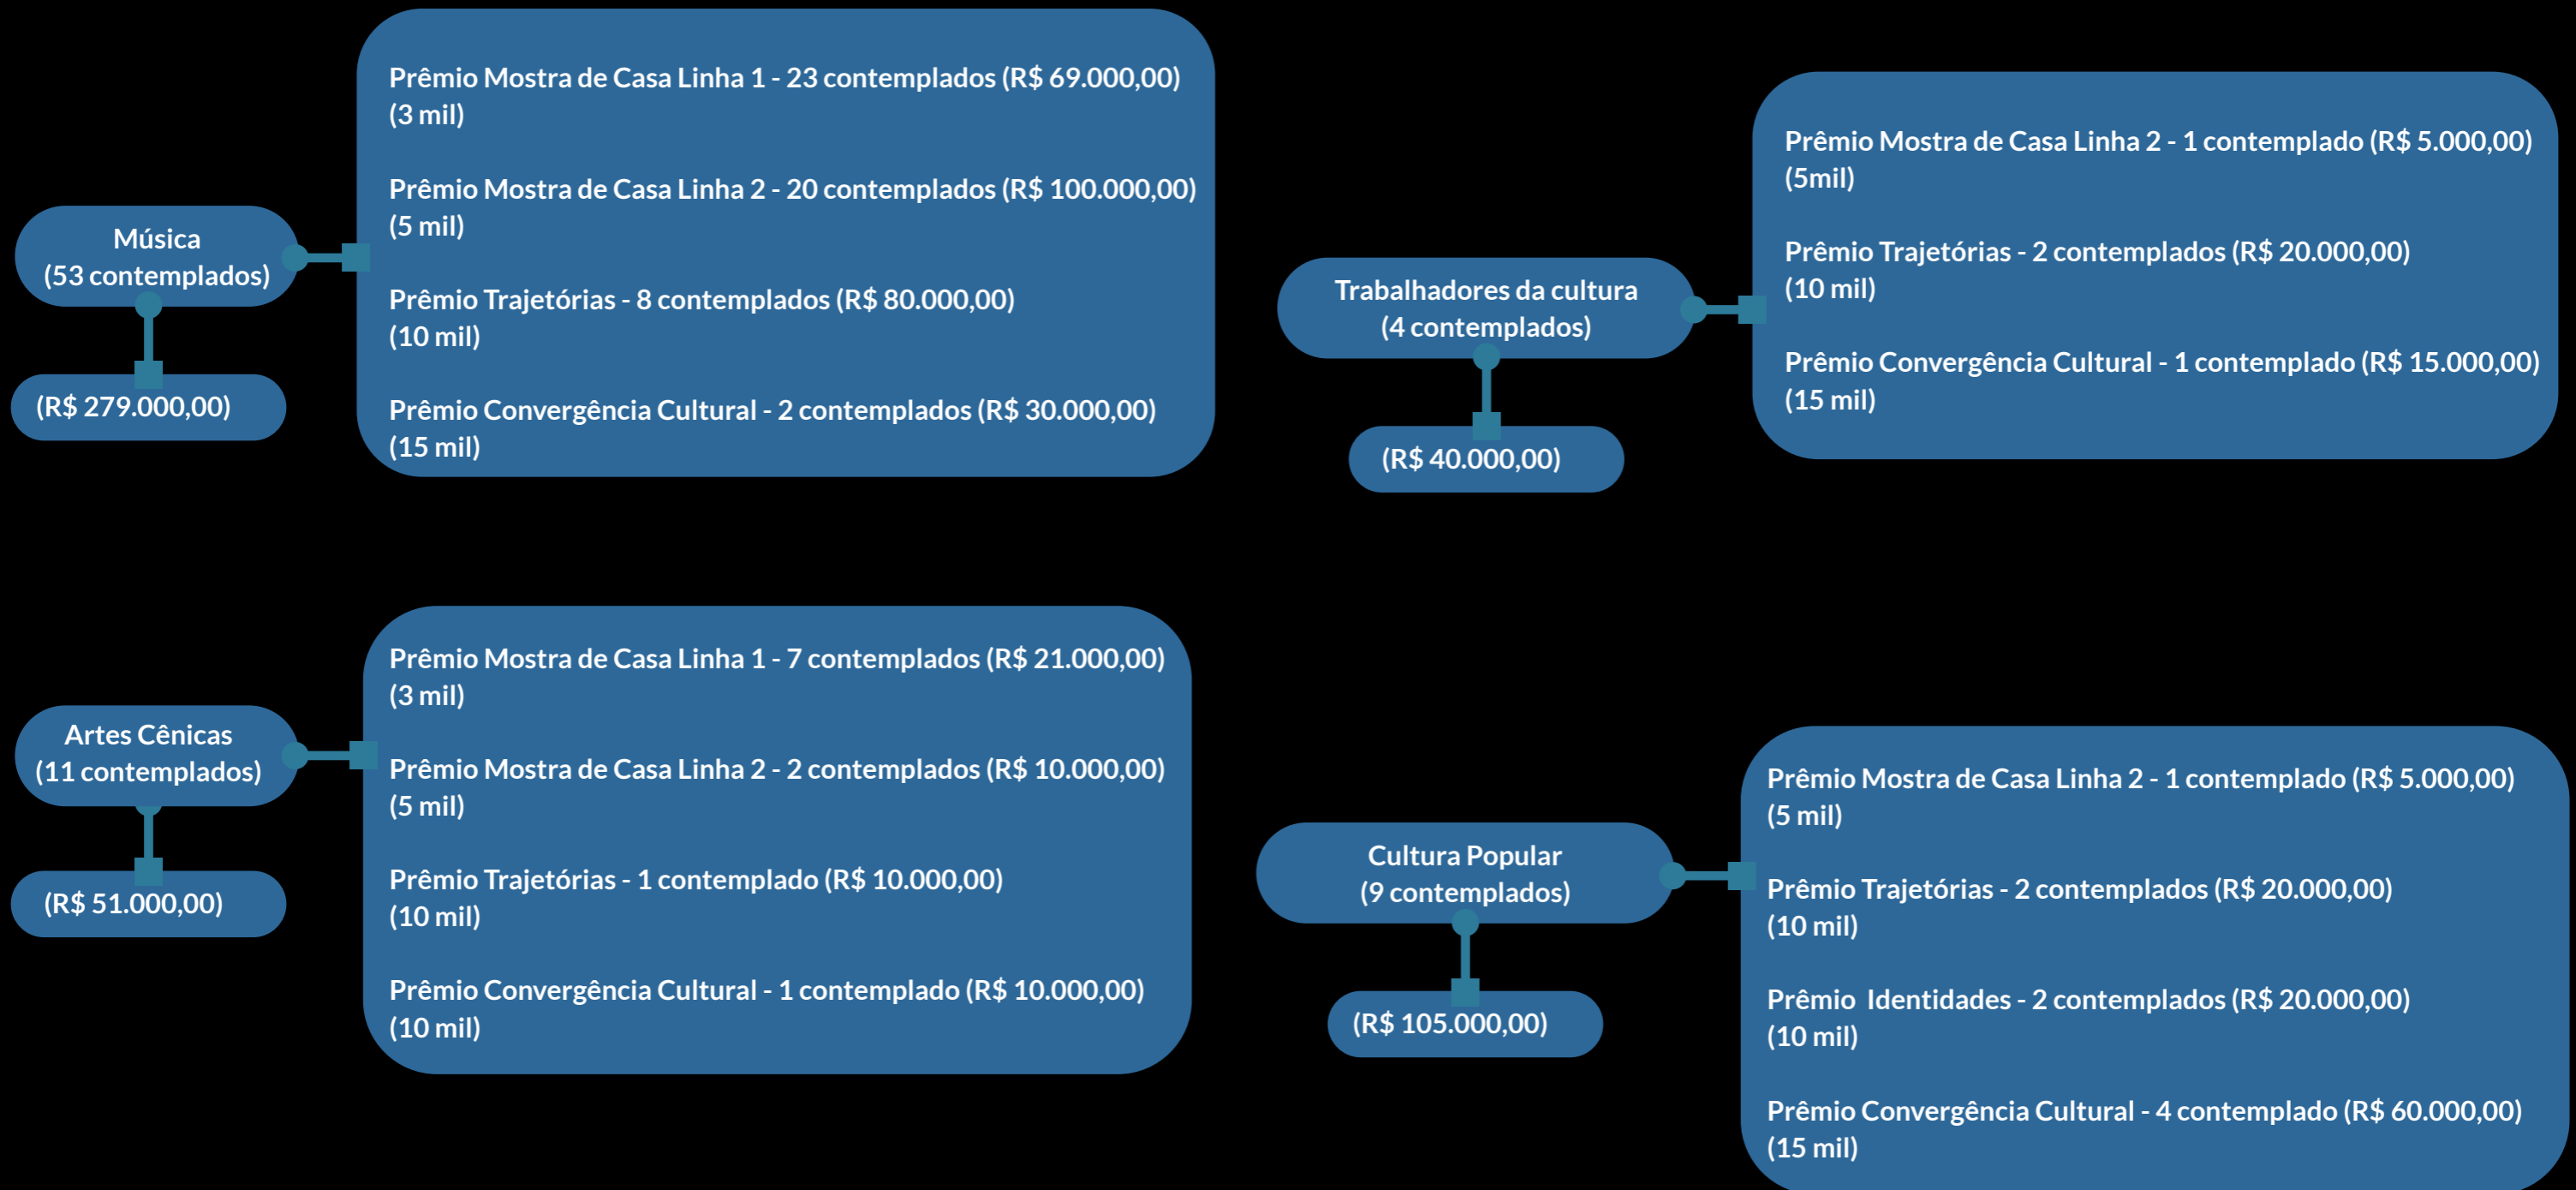 Música
(53 contemplados)
(R$ 279.000,00)
Prêmio Mostra de Casa Linha 1 - 23 contemplados (R$ 69.000,00)
(3 mil)
Prêmio Mostra de Casa Linha 2 - 20 contemplados (R$ 100.000,00)
(5 mil)
Prêmio Trajetórias - 8 contemplados (R$ 80.000,00)
(10 mil)
Prêmio Convergência Cultural - 2 contemplados (R$ 30.000,00)
(15 mil)
Trabalhadores da cultura
(4 contemplados)
(R$ 40.000,00)
Prêmio Mostra de Casa Linha 2 - 1 contemplado (R$ 5.000,00)
(5mil)
Prêmio Trajetórias - 2 contemplados (R$ 20.000,00)
(10 mil)
Prêmio Convergência Cultural - 1 contemplado (R$ 15.000,00)
(15 mil)
Artes Cênicas
(11 contemplados)
(R$ 51.000,00)
Prêmio Mostra de Casa Linha 1 - 7 contemplados (R$ 21.000,00)
(3 mil)
Prêmio Mostra de Casa Linha 2 - 2 contemplados (R$ 10.000,00)
(5 mil)
Prêmio Trajetórias - 1 contemplado (R$ 10.000,00)
(10 mil)
Prêmio Convergência Cultural - 1 contemplado (R$ 10.000,00)
(10 mil)
Cultura Popular
(9 contemplados)
(R$ 105.000,00)
Prêmio Mostra de Casa Linha 2 - 1 contemplado (R$ 5.000,00)
(5 mil)
Prêmio Trajetórias - 2 contemplados (R$ 20.000,00)
(10 mil)
Prêmio  Identidades - 2 contemplados (R$ 20.000,00)
(10 mil)
Prêmio Convergência Cultural - 4 contemplado (R$ 60.000,00)
(15 mil)